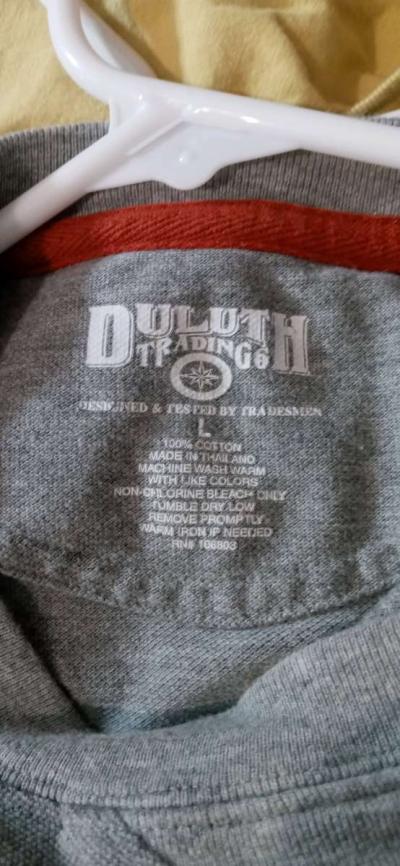 DULUTH
TRADING Co
DESIGNED & TESTED BY TRADESMEN
L
100% COTTON
MADE IN THAILAND
MACHINE WASH WARM
WITH LIKE COLORS
NON-CHLORINE BLEACH ONLY
TUMBLE DRY LOW
REMOVE PROMPTLY
WARM IRON IF NEEDED
RN# 106803